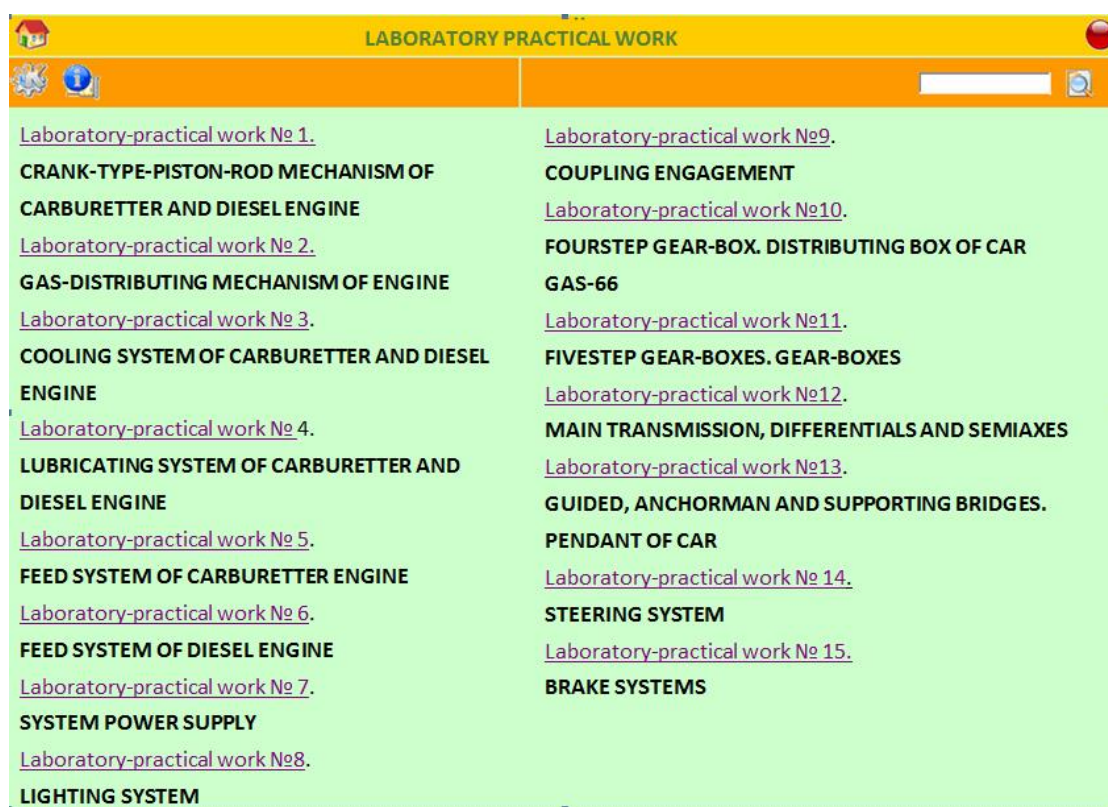 LABORATORY PRACTICAL WORK
Laboratory-practical work № 1.
CRANK-TYPE-PISTON-ROD MECHANISM OF
CARBURETTER AND DIESEL ENGINE
Laboratory-practical work № 2.
GAS-DISTRIBUTING MECHANISM OF ENGINE
Laboratory-practical work № 3.
COOLING SYSTEM OF CARBURETTER AND DIESEL
ENGINE
Laboratory-practical work № 4.
LUBRICATING SYSTEM OF CARBURETTER AND
DIESEL ENGINE
Laboratory-practical work № 5.
FEED SYSTEM OF CARBURETTER ENGINE
Laboratory-practical work № 6.
FEED SYSTEM OF DIESEL ENGINE
Laboratory-practical work № 7.
SYSTEM POWER SUPPLY
Laboratory-practical work №8.
LIGHTING SYSTEM
Laboratory-practical work №9.
COUPLING ENGAGEMENT
Laboratory-practical work №10.
FOURSTEP GEAR-BOX. DISTRIBUTING BOX OF CAR
GAS-66
Laboratory-practical work №11.
FIVESTEP GEAR-BOXES. GEAR-BOXES
Laboratory-practical work №12.
MAIN TRANSMISSION, DIFFERENTIALS AND SEMIAXES
Laboratory-practical work №13.
GUIDED, ANCHORMAN AND SUPPORTING BRIDGES.
PENDANT OF CAR
Laboratory-practical work № 14.
STEERING SYSTEM
Laboratory-practical work № 15.
BRAKE SYSTEMS